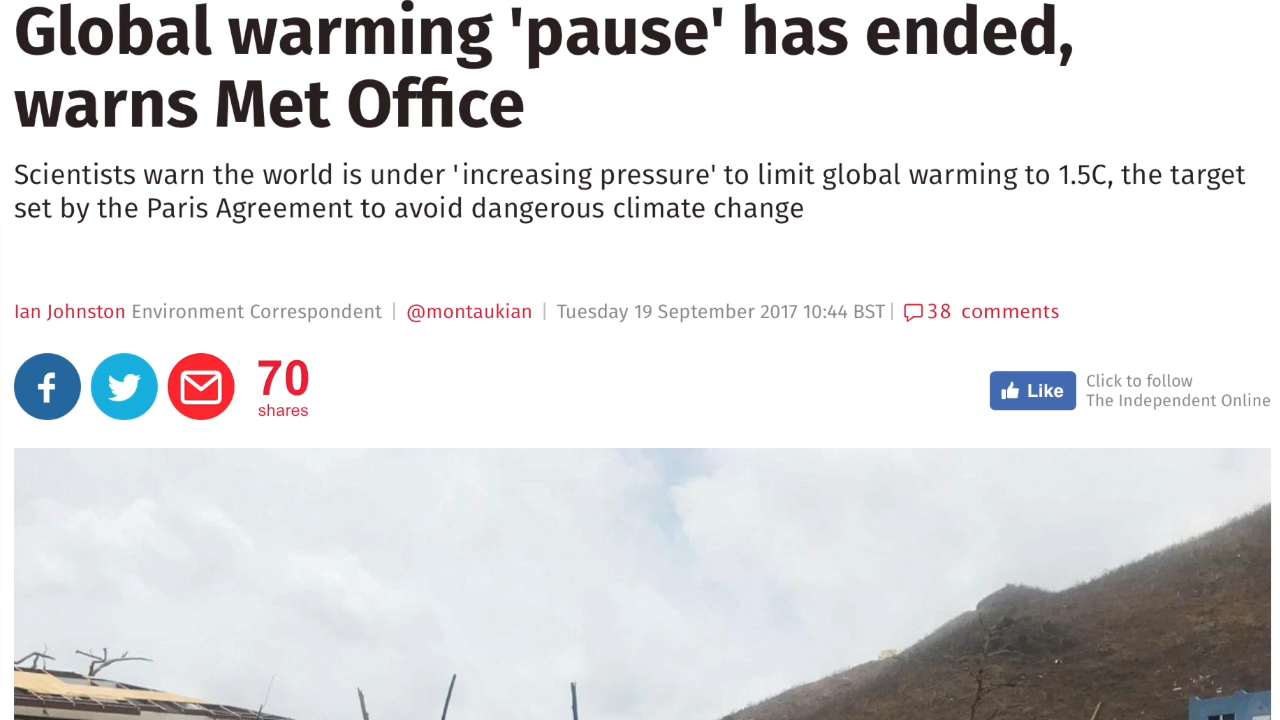 Global warming 'pause' has ended,
warns Met Office
Scientists warn the world is under 'increasing pressure' to limit global warming to 1.5C, the target
set by the Paris Agreement to avoid dangerous climate change
Ian Johnston Environment Correspondent | @montaukian | Tuesday 19 September 2017 10:44 BST | 38 comments
70
shares
Like
Click to follow
The Independent Online